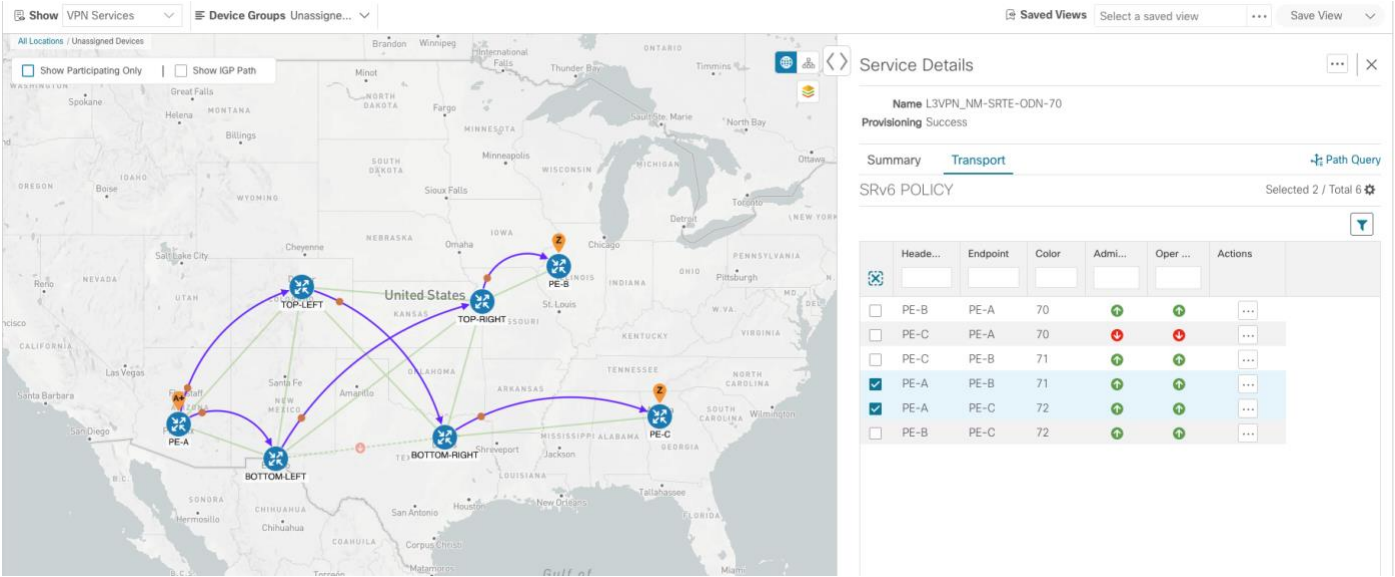 Show VPN Services
Device Groups Unassigne...
Saved Views Select a saved view
Save View
All Locations / Unassigned Devices
Show Participating Only | Show IGP Path
Brandon Winnipeg
International Falls
ONTARIO
Thunder Bay
Timmins
WASHINGTON
Spokane
Great Falls
Minot
NORTH DAKOTA
Helena
MONTANA
Fargo
Sault Ste. Marie
North Bay
Billings
MINNESOTA
Minneapolis
SOUTH DAKOTA
WISCONSIN
MICHIGAN
Ottawa
OREGON
IDAHO
Boise
WYOMING
Sioux Falls
Toronto
Detroit
NEW YORK
NEBRASKA
IOWA
Omaha
Z
Chicago
Cheyenne
Salt Lake City
PENNSYLVANIA
Reno
NEVADA
UTAH
PE-B
INDIANA
OHIO
Pittsburgh
United States
TOP-LEFT
KANSAS
St. Louis
MD.
TOP-RIGHT
W.VA.
VIRGINIA
CALIFORNIA
KENTUCKY
Las Vegas
OKLAHOMA
TENNESSEE
Santa Fe
NORTH CAROLINA
Santa Barbara
A+
NEW MEXICO
Amarillo
ARKANSAS
Z
SOUTH CAROLINA
Wilmington
San Diego
PE-A
PE-C
MISSISSIPPI
ALABAMA
GEORGIA
BOTTOM-RIGHT
Shreveport
Jackson
BOTTOM-LEFT
B.C.
LOUISIANA
SONORA
Tallahassee
Hermosillo
CHIHUAHUA
Chihuahua
San Antonio
Houston
New Orleans
FLORIDA
COAHUILA
Corpus Christi
Matamoros
B.C.S.
Torreón
Gulf of
Miami
Service Details
Name L3VPN_NM-SRTE-ODN-70
Provisioning Success
Summary Transport
Path Query
SRv6 POLICY
Selected 2 / Total 6
Heade... Endpoint Color Admi... Oper ... Actions
PE-B PE-A 70
PE-C PE-A 70
PE-C PE-B 71
PE-A PE-B 71
PE-A PE-C 72
PE-B PE-C 72